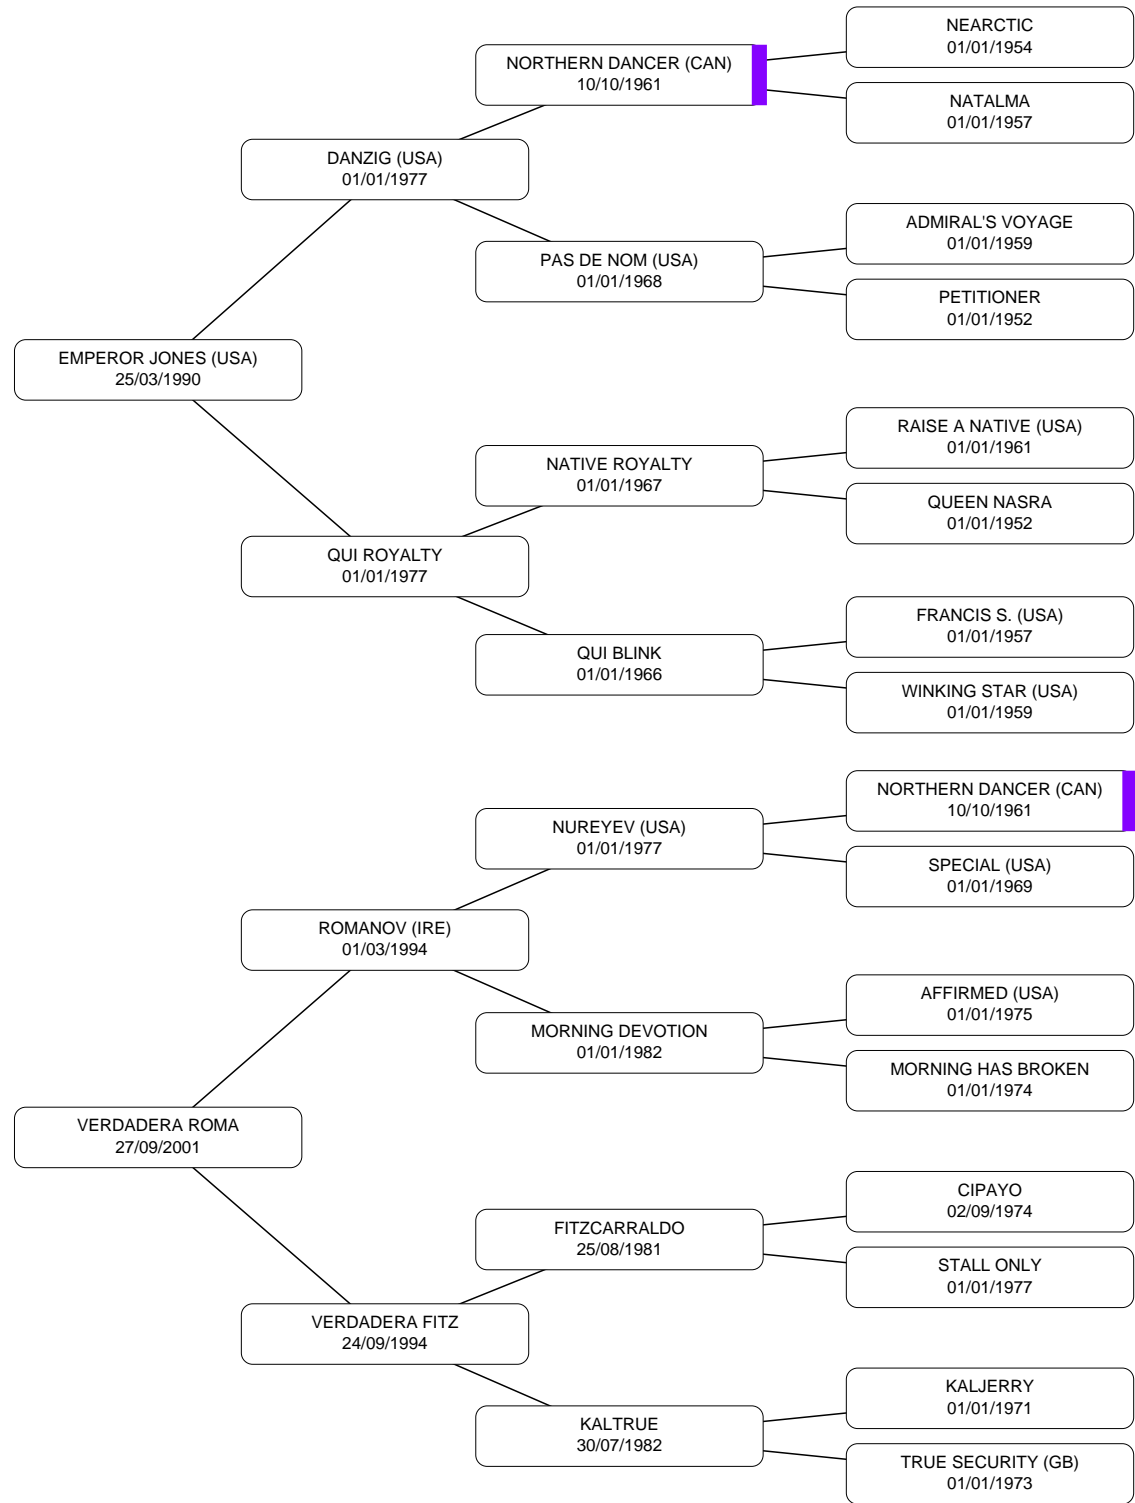 NEARCTIC
01/01/1954
NORTHERN DANCER (CAN)
10/10/1961
NATALMA
01/01/1957
DANZIG (USA)
01/01/1977
ADMIRAL'S VOYAGE
01/01/1959
PAS DE NOM (USA)
01/01/1968
PETITIONER
01/01/1952
EMPEROR JONES (USA)
25/03/1990
RAISE A NATIVE (USA)
01/01/1961
NATIVE ROYALTY
01/01/1967
QUEEN NASRA
01/01/1952
QUI ROYALTY
01/01/1977
FRANCIS S. (USA)
01/01/1957
QUI BLINK
01/01/1966
WINKING STAR (USA)
01/01/1959
NORTHERN DANCER (CAN)
10/10/1961
NUREYEV (USA)
01/01/1977
SPECIAL (USA)
01/01/1969
ROMANOV (IRE)
01/03/1994
AFFIRMED (USA)
01/01/1975
MORNING DEVOTION
01/01/1982
MORNING HAS BROKEN
01/01/1974
VERDADERA ROMA
27/09/2001
CIPAYO
02/09/1974
FITZCARRALDO
25/08/1981
STALL ONLY
01/01/1977
VERDADERA FITZ
24/09/1994
KALJERRY
01/01/1971
KALTRUE
30/07/1982
TRUE SECURITY (GB)
01/01/1973